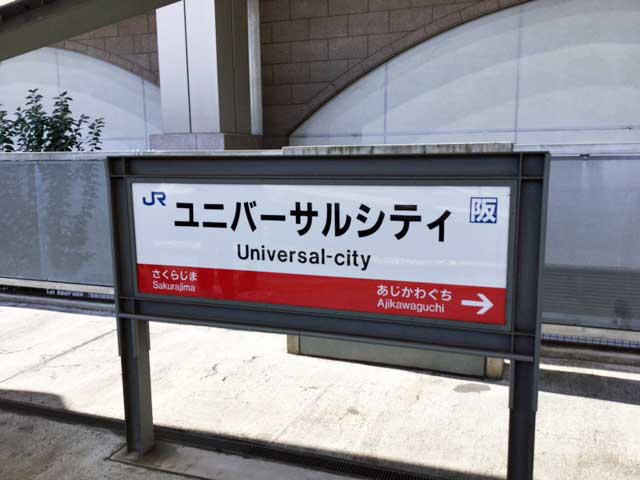 JR
ユニバーサルシティ
阪
Universal-city
さくらじま
Sakurajima
あじかわぐち
Ajikawaguchi